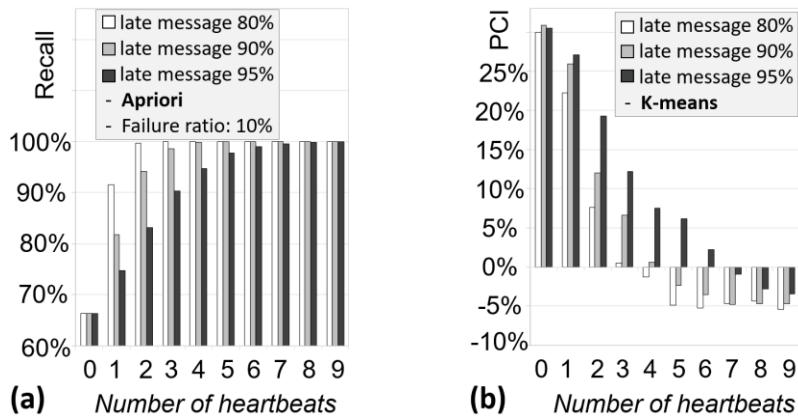 Recall
late message 80%
late message 90%
late message 95%
- Apriori
- Failure ratio: 10%
100%
90%
80%
70%
60%
0 1 2 3 4 5 6 7 8 9
(a) Number of heartbeats
PCI
late message 80%
late message 90%
late message 95%
- K-means
25%
20%
15%
10%
5%
0%
-5%
-10%
0 1 2 3 4 5 6 7 8 9
(b) Number of heartbeats